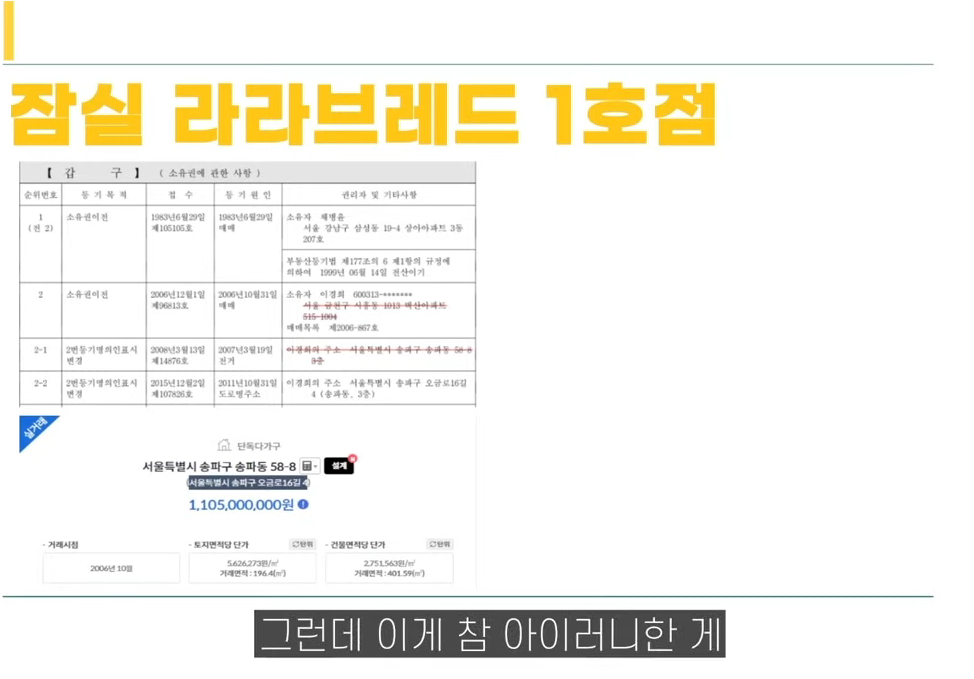 잠실 라라브레드 1호점
【 갑 구 】 ( 소유권에 관한 사항 )
순위번호 등 기 목 적 접 수 등 기 원 인 권리자 및 기타사항
1 소유권이전 1983년6월29일 1983년6월29일 소유자 채병윤
(전 2) 제105105호 매매 서울 강남구 삼성동 19-4 상아아파트 3동
207호
부동산등기법 제177조의 6 제1항의 규정에
의하여 1999년 06월 14일 전산이기
2 소유권이전 2006년12월1일 2006년10월31일 소유자 이경희 600313-*******
제96813호 매매 서울 금천구 시흥동 1013 벽산아파트
515-1004
매매목록 제2006-867호
2-1 2번등기명의인표시 2008년3월13일 2007년3월19일 이경희의 주소 서울특별시 송파구 송파동 58-8
변경 제14876호 전거 3층
2-2 2번등기명의인표시 2015년12월2일 2011년10월31일 이경희의 주소 서울특별시 송파구 오금로16길
변경 제107826호 도로명주소 4 (송파동, 3층)
실거래
단독다가구
서울특별시 송파구 송파동 58-8 설계
(서울특별시 송파구 오금로16길 4)
1,105,000,000원
- 거래시점 - 토지면적당 단가 단위 - 건물면적당 단가 단위
2006년 10월 5,626,273원/㎡ 2,751,563원/㎡
거래면적 : 196.4(㎡) 거래면적 : 401.59(㎡)
그런데 이게 참 아이러니한 게